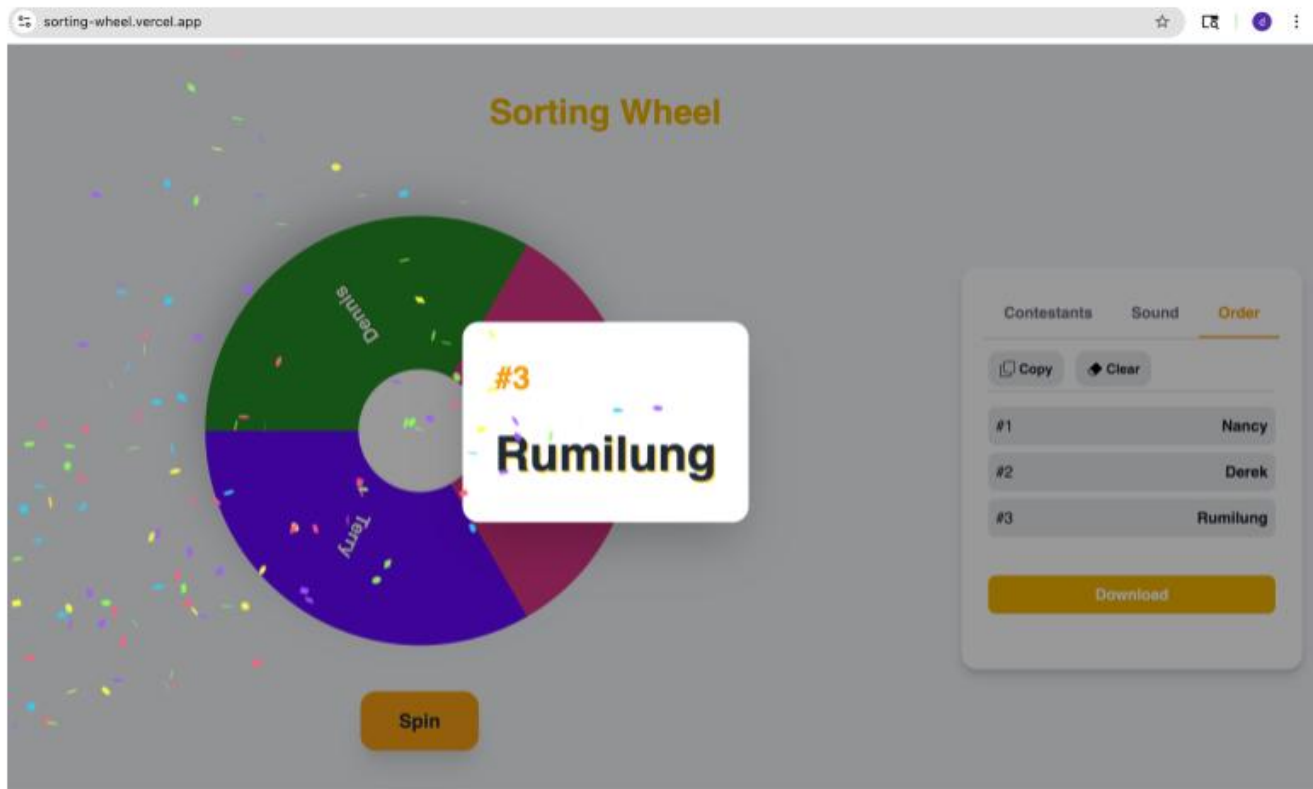 sorting-wheel.vercel.app
d
Sorting Wheel
Dennis
Terry
#3
Rumilung
Spin
Contestants Sound Order
Copy Clear
#1 Nancy
#2 Derek
#3 Rumilung
Download